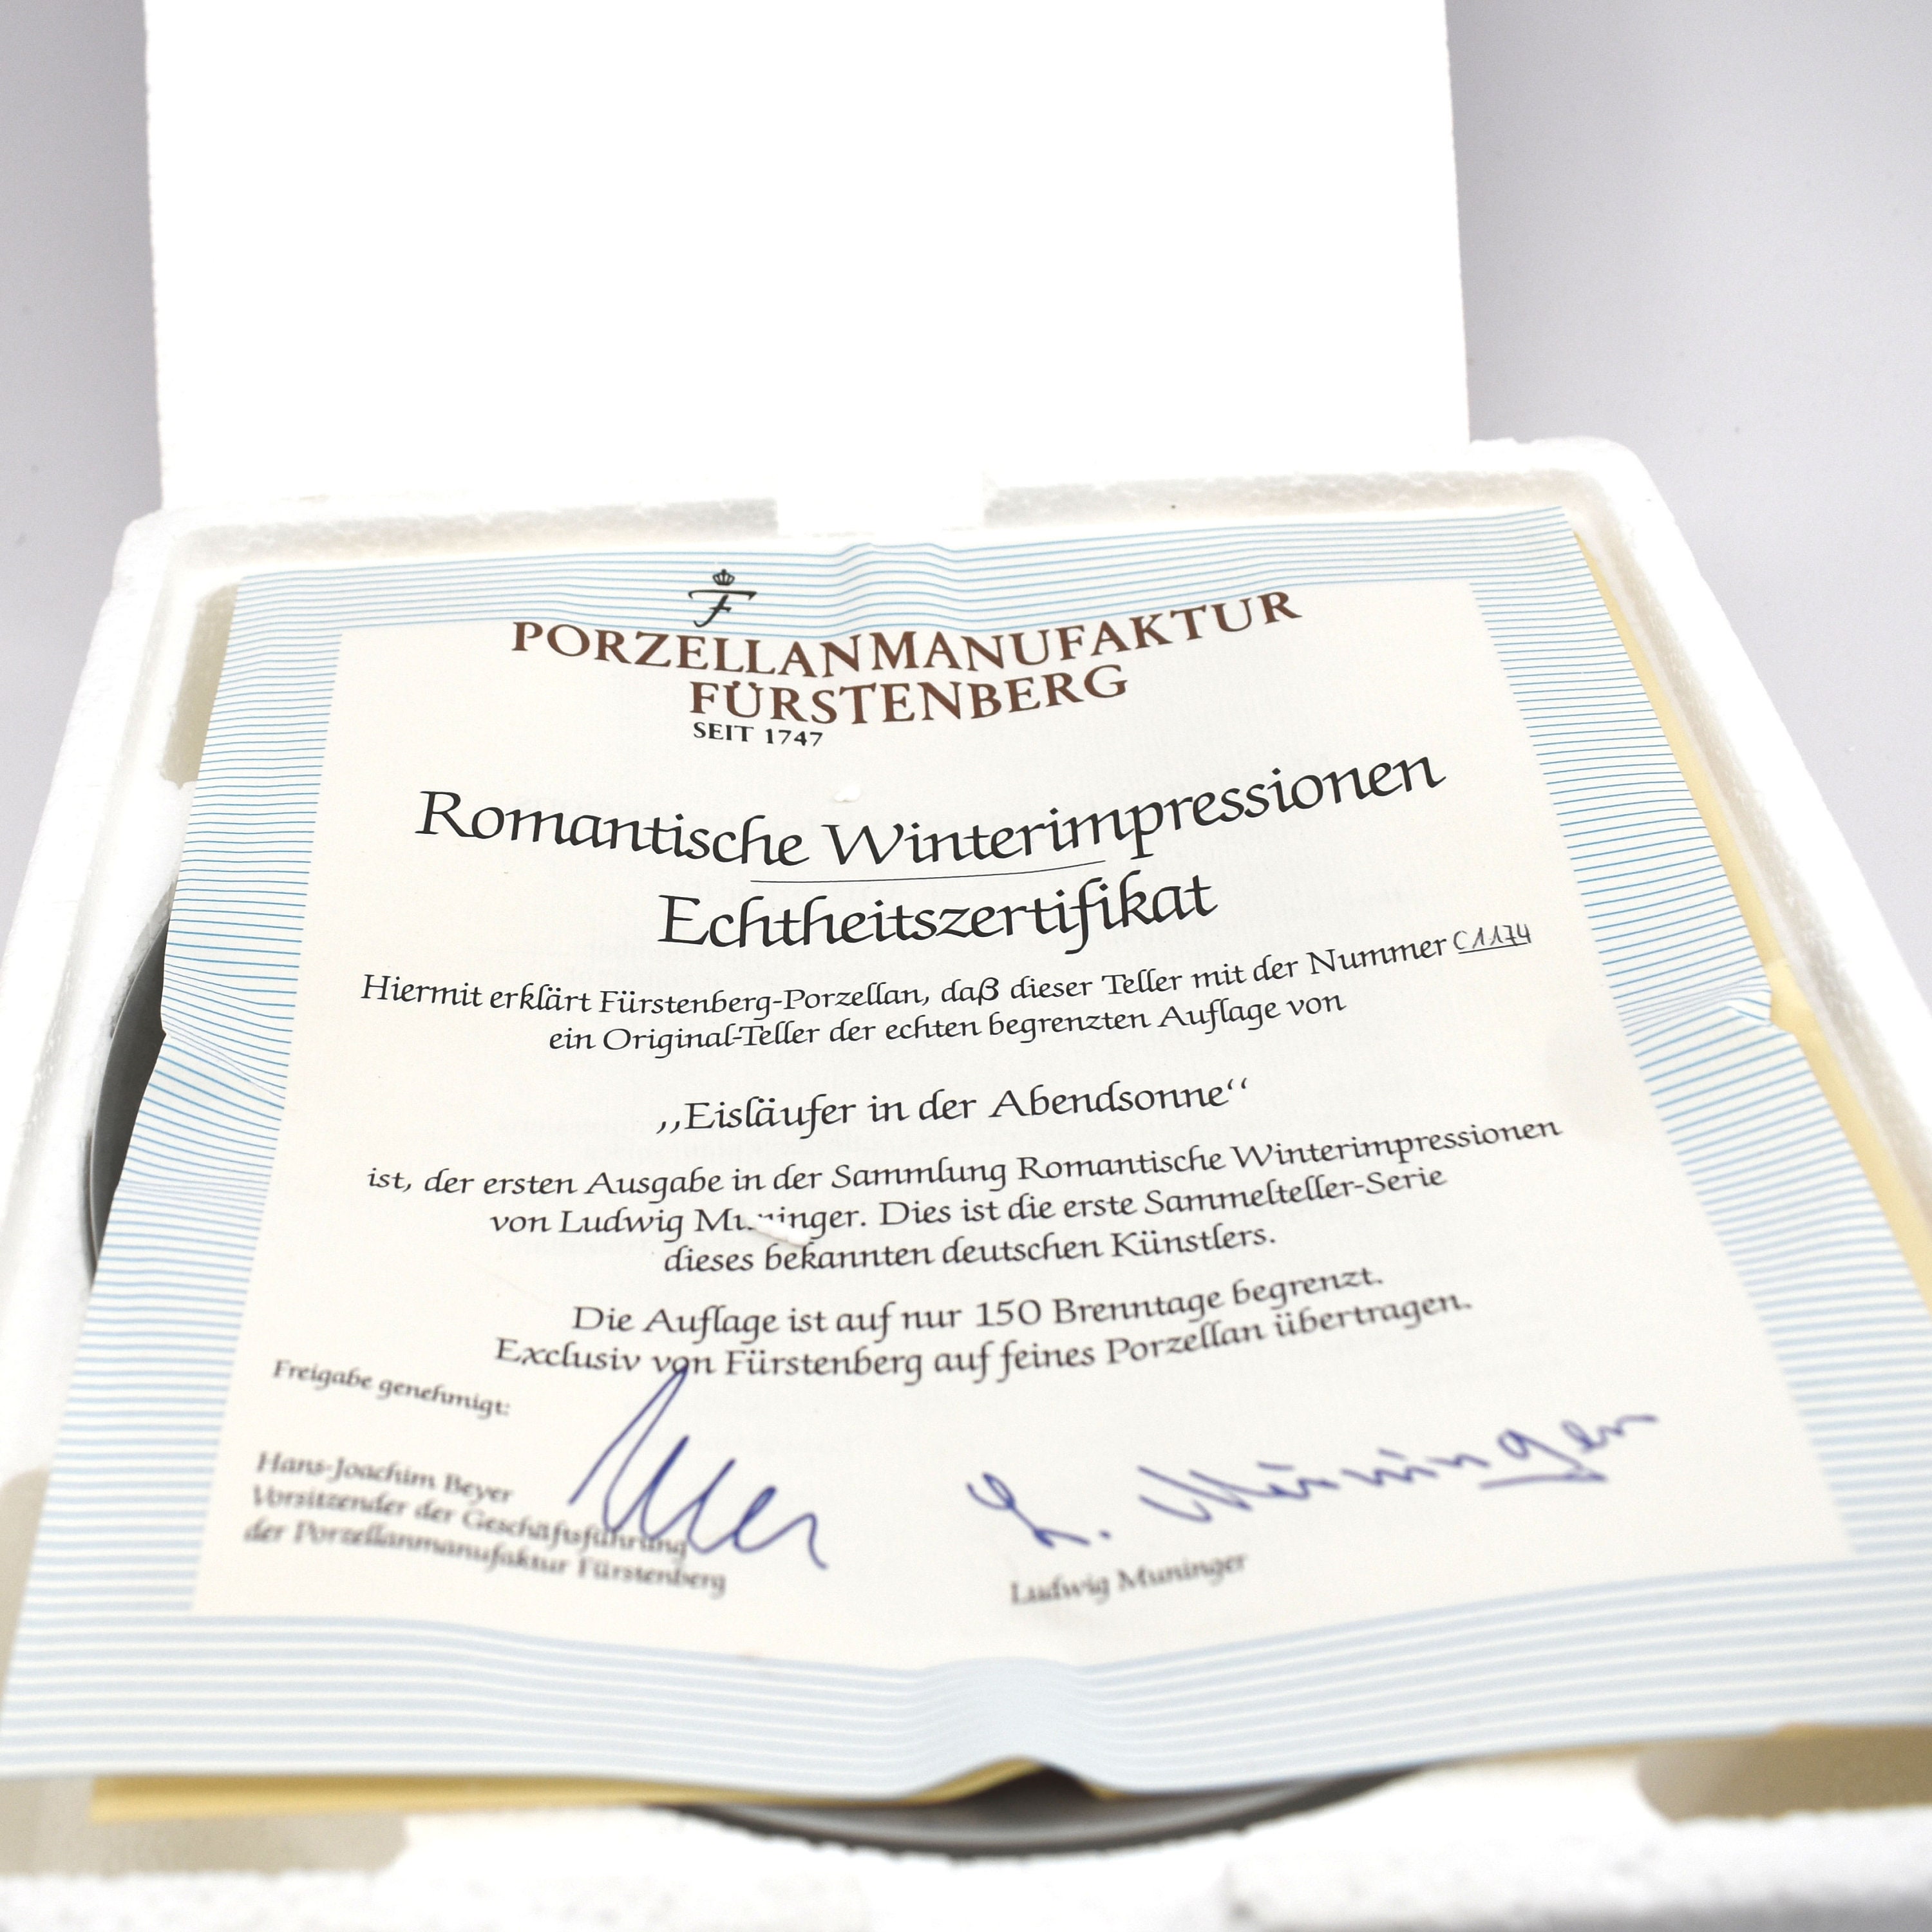 F
PORZELLANMANUFAKTUR
FÜRSTENBERG
SEIT 1747
Romantische Winterimpressionen
Echtheitszertifikat
Hiermit erklärt Fürstenberg-Porzellan, daß dieser Teller mit der Nummer C1174
ein Original-Teller der echten begrenzten Auflage von
„Eisläufer in der Abendsonne“
ist, der ersten Ausgabe in der Sammlung Romantische Winterimpressionen
von Ludwig Muninger. Dies ist die erste Sammelteller-Serie
dieses bekannten deutschen Künstlers.
Die Auflage ist auf nur 150 Brenntage begrenzt.
Exclusiv von Fürstenberg auf feines Porzellan übertragen.
Freigabe genehmigt:
Hans-Joachim Beyer
Vorsitzender der Geschäftsführung
der Porzellanmanufaktur Fürstenberg
L. Muninger
Ludwig Muninger